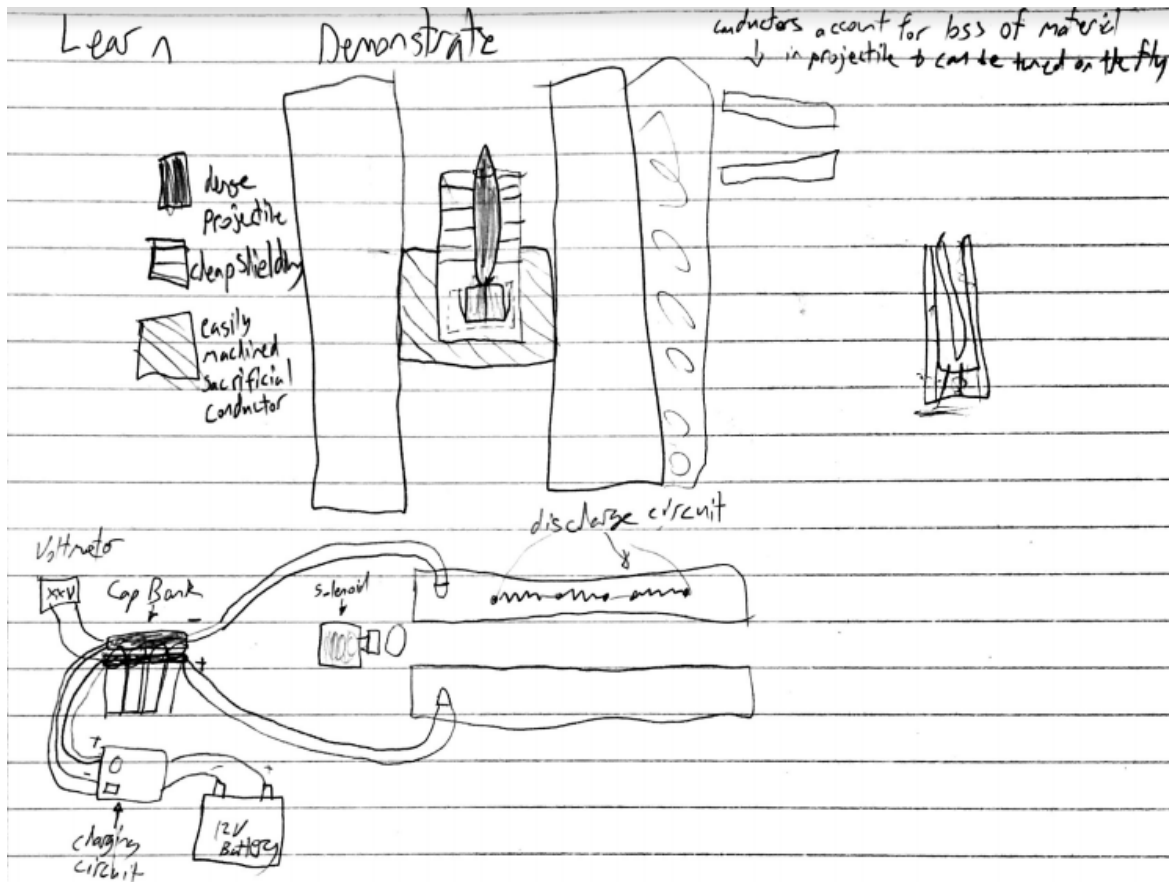 Learn
Demonstrate
conductors account for loss of material
in projectile & can be tuned on the fly
dense
projectile
cheap shielding
easily
machined
sacrificial
conductor
discharge circuit
xxV
Cap Bank
-
+
Solenoid
+
-
-
+
12V
Battery
charging
circuit